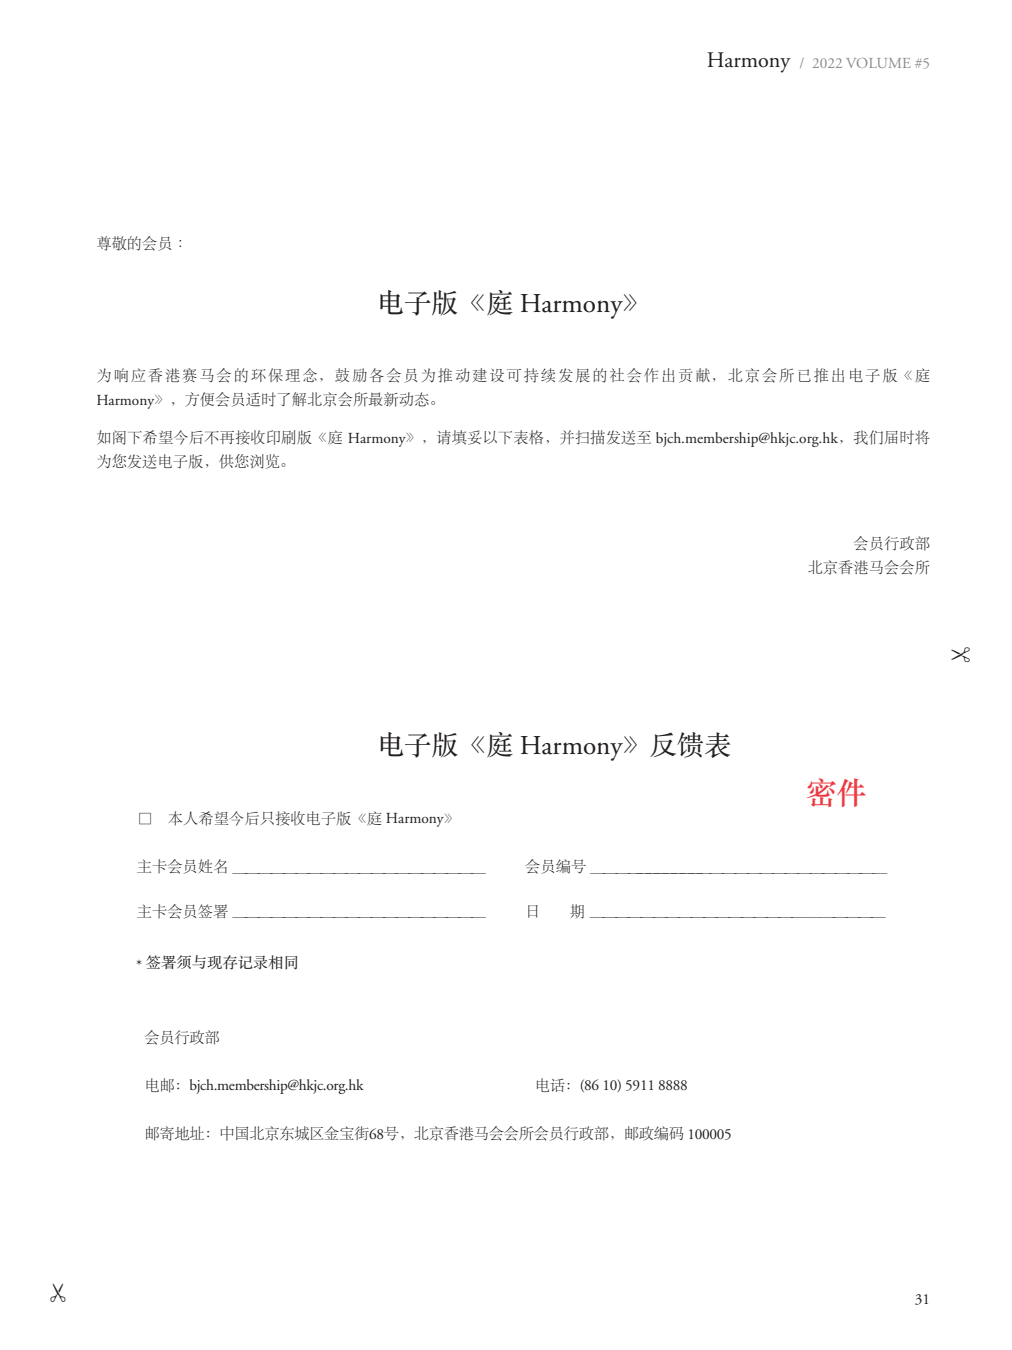 Harmony / 2022 VOLUME #5
尊敬的会员：
电子版《庭 Harmony》
为响应香港赛马会的环保理念，鼓励各会员为推动建设可持续发展的社会作出贡献，北京会所已推出电子版《庭
Harmony》，方便会员适时了解北京会所最新动态。
如阁下希望今后不再接收印刷版《庭 Harmony》，请填妥以下表格，并扫描发送至 bjch.membership@hkjc.org.hk，我们届时将
为您发送电子版，供您浏览。
会员行政部
北京香港马会会所
电子版《庭 Harmony》反馈表
密件
□ 本人希望今后只接收电子版《庭 Harmony》
主卡会员姓名 ______________________ 会员编号 ______________________
主卡会员签署 ______________________ 日 期 ______________________
* 签署须与现存记录相同
会员行政部
电邮：bjch.membership@hkjc.org.hk 电话：(86 10) 5911 8888
邮寄地址：中国北京东城区金宝街68号，北京香港马会会所会员行政部，邮政编码 100005
31